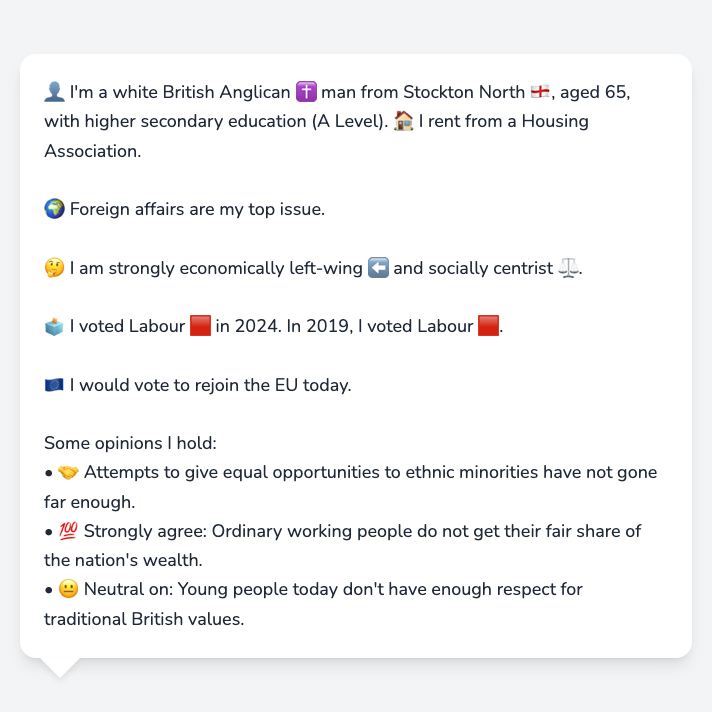 👤 I'm a white British Anglican ✝️ man from Stockton North 🏴󠁧󠁢󠁥󠁮󠁧󠁿, aged 65,
with higher secondary education (A Level). 🏠 I rent from a Housing
Association.
🌍 Foreign affairs are my top issue.
🤔 I am strongly economically left-wing ⬅️ and socially centrist ⚖️.
🗳️ I voted Labour 🟥 in 2024. In 2019, I voted Labour 🟥.
🇪🇺 I would vote to rejoin the EU today.
Some opinions I hold:
• 🤝 Attempts to give equal opportunities to ethnic minorities have not gone
far enough.
• 💯 Strongly agree: Ordinary working people do not get their fair share of
the nation's wealth.
• 😐 Neutral on: Young people today don't have enough respect for
traditional British values.